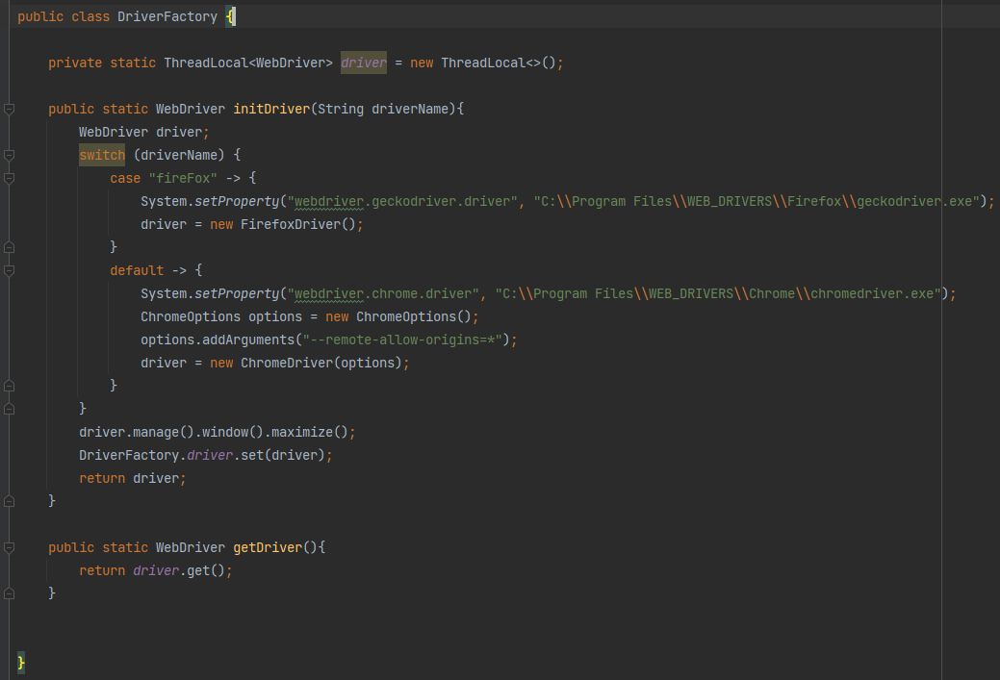 public class DriverFactory {
private static ThreadLocal<WebDriver> driver = new ThreadLocal<>();
public static WebDriver initDriver(String driverName){
WebDriver driver;
switch (driverName) {
case "fireFox" -> {
System.setProperty("webdriver.geckodriver.driver", "C:\\Program Files\\WEB_DRIVERS\\Firefox\\geckodriver.exe");
driver = new FirefoxDriver();
}
default -> {
System.setProperty("webdriver.chrome.driver", "C:\\Program Files\\WEB_DRIVERS\\Chrome\\chromedriver.exe");
ChromeOptions options = new ChromeOptions();
options.addArguments("--remote-allow-origins=*");
driver = new ChromeDriver(options);
}
}
driver.manage().window().maximize();
DriverFactory.driver.set(driver);
return driver;
}
public static WebDriver getDriver(){
return driver.get();
}
}